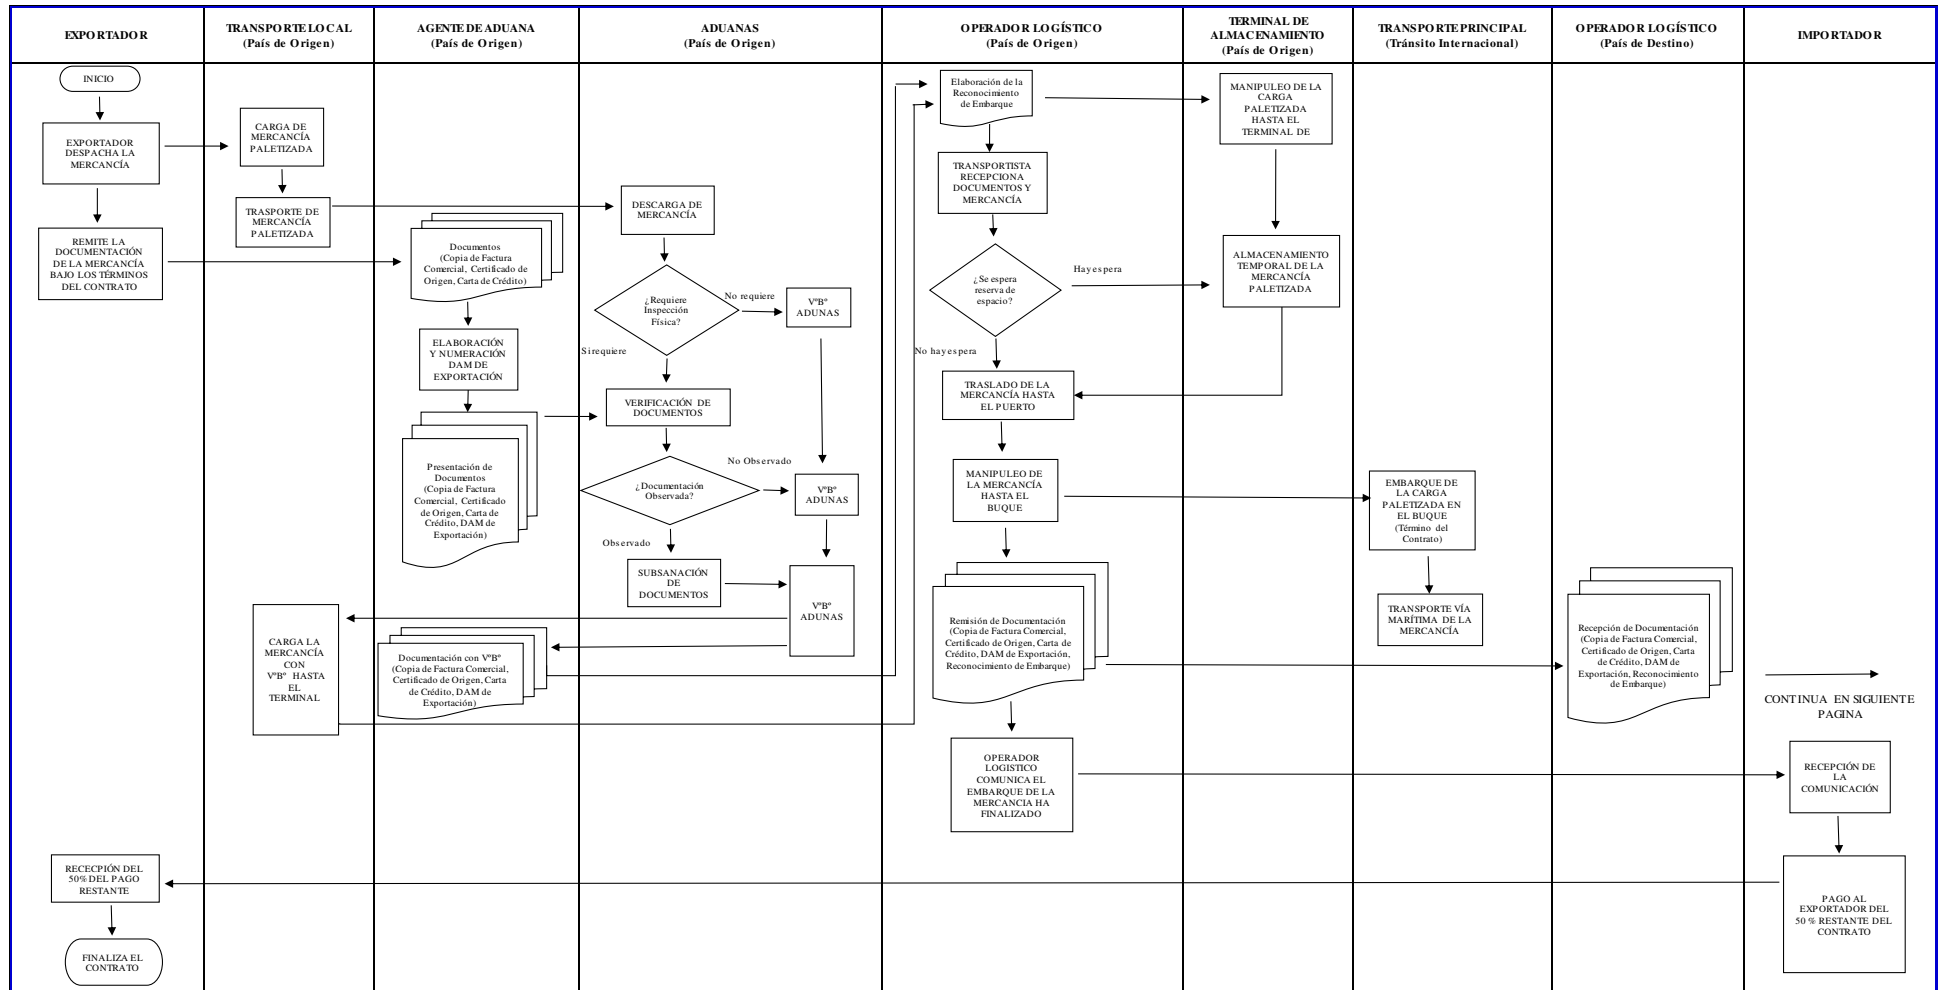 EXPORTADOR
TRANSPORTE LOCAL
(País de Origen)
AGENTE DE ADUANA
(País de Origen)
ADUANAS
(País de Origen)
OPERADOR LOGÍSTICO
(País de Origen)
TERMINAL DE
ALMACENAMIENTO
(País de Origen)
TRANSPORTE PRINCIPAL
(Tránsito Internacional)
OPERADOR LOGÍSTICO
(País de Destino)
IMPORTADOR
INICIO
EXPORTADOR
DESPACHA LA
MERCANCÍA
REMITE LA
DOCUMENTACIÓN
DE LA MERCANCÍA
BAJO LOS TÉRMINOS
DEL CONTRATO
CARGA DE
MERCANCÍA
PALETIZADA
TRASPORTE DE
MERCANCÍA
PALETIZADA
Documentos
(Copia de Factura
Comercial, Certificado de
Origen, Carta de Crédito)
ELABORACIÓN
Y NUMERACIÓN
DAM DE
EXPORTACIÓN
Presentación de
Documentos
(Copia de Factura
Comercial, Certificado
de Origen, Carta de
Crédito, DAM de
Exportación)
DESCARGA DE
MERCANCÍA
¿Requiere
Inspección
Física?
No requiere
VºBº
ADUNAS
Si requiere
VERIFICACIÓN DE
DOCUMENTOS
¿Documentación
Observada?
No Observado
VºBº
ADUNAS
Observado
SUBSANACIÓN
DE
DOCUMENTOS
VºBº
ADUNAS
CARGA LA
MERCANCÍA
CON
VºBº HASTA
EL
TERMINAL
Documentación con VºBº
(Copia de Factura Comercial,
Certificado de Origen, Carta
de Crédito, DAM de
Exportación)
Elaboración de la
Reconocimiento
de Embarque
TRANSPORTISTA
RECEPCIONA
DOCUMENTOS Y
MERCANCÍA
¿Se espera
reserva de
espacio?
Hay espera
No hay espera
TRASLADO DE LA
MERCANCÍA HASTA
EL PUERTO
MANIPULEO DE
LA MERCANCÍA
HASTA EL
BUQUE
Remisión de Documentación
(Copia de Factura Comercial,
Certificado de Origen, Carta de
Crédito, DAM de Exportación,
Reconocimiento de Embarque)
OPERADOR
LOGISTICO
COMUNICA EL
EMBARQUE DE LA
MERCANCIA HA
FINALIZADO
MANIPULEO DE LA
CARGA
PALETIZADA
HASTA EL
TERMINAL DE
ALMACENAMIENTO
TEMPORAL DE LA
MERCANCÍA
PALETIZADA
EMBARQUE DE
LA CARGA
PALETIZADA EN
EL BUQUE
(Término del
Contrato)
TRANSPORTE VÍA
MARÍTIMA DE LA
MERCANCÍA
Recepción de Documentación
(Copia de Factura Comercial,
Certificado de Origen, Carta
de Crédito, DAM de
Exportación, Reconocimiento
de Embarque)
CONTINUA EN SIGUIENTE
PAGINA
RECEPCIÓN DE
LA
COMUNICACIÓN
PAGO AL
EXPORTADOR DEL
50 % RESTANTE DEL
CONTRATO
RECECPIÓN DEL
50% DEL PAGO
RESTANTE
FINALIZA EL
CONTRATO